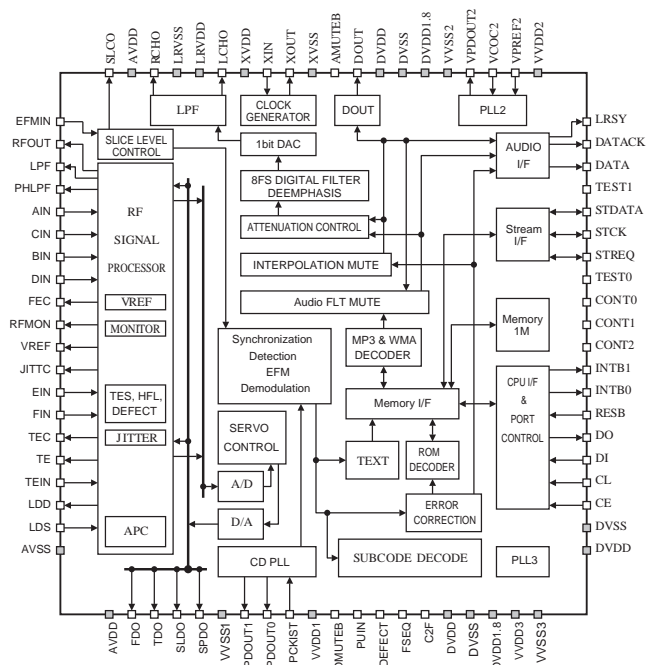 SLCO
AVDD
RCHO
LRVSS
LRVDD
LCHO
XVDD
XIN
XOUT
XVSS
AMUTEB
DOUT
DVDD
DVSS
DVDD1.8
VVSS2
VPDOUT2
VCOC2
VPREF2
VVDD2
EFMIN
RFOUT
LPF
PHLPF
AIN
CIN
BIN
DIN
FEC
RFMON
VREF
JITTC
EIN
FIN
TEC
TE
TEIN
LDD
LDS
AVSS
SLICE LEVEL
CONTROL
RF
SIGNAL
PROCESSOR
VREF
MONITOR
TES, HFL,
DEFECT
JITTER
APC
LPF
CLOCK
GENERATOR
DOUT
PLL2
1bit DAC
8FS DIGITAL FILTER
DEEMPHASIS
ATTENUATION CONTROL
INTERPOLATION MUTE
Audio FLT MUTE
AUDIO
I/F
Stream
I/F
Synchronization
Detection
EFM
Demodulation
MP3 & WMA
DECODER
Memory
1M
Memory I/F
CPU I/F
&
PORT
CONTROL
SERVO
CONTROL
TEXT
ROM
DECODER
A/D
D/A
ERROR
CORRECTION
CD PLL
SUBCODE DECODE
PLL3
LRSY
DATACK
DATA
TEST1
STDATA
STCK
STREQ
TEST0
CONT0
CONT1
CONT2
INTB1
INTB0
RESB
DO
DI
CL
CE
DVSS
DVDD
AVDD
FDO
TDO
SLDO
SPDO
VVSS1
PDOUT1
PDOUT0
PCKIST
VVDD1
DMUTEB
PUIN
DEFECT
FSEQ
C2F
DVDD
DVSS
DVDD1.8
VVDD3
VVSS3